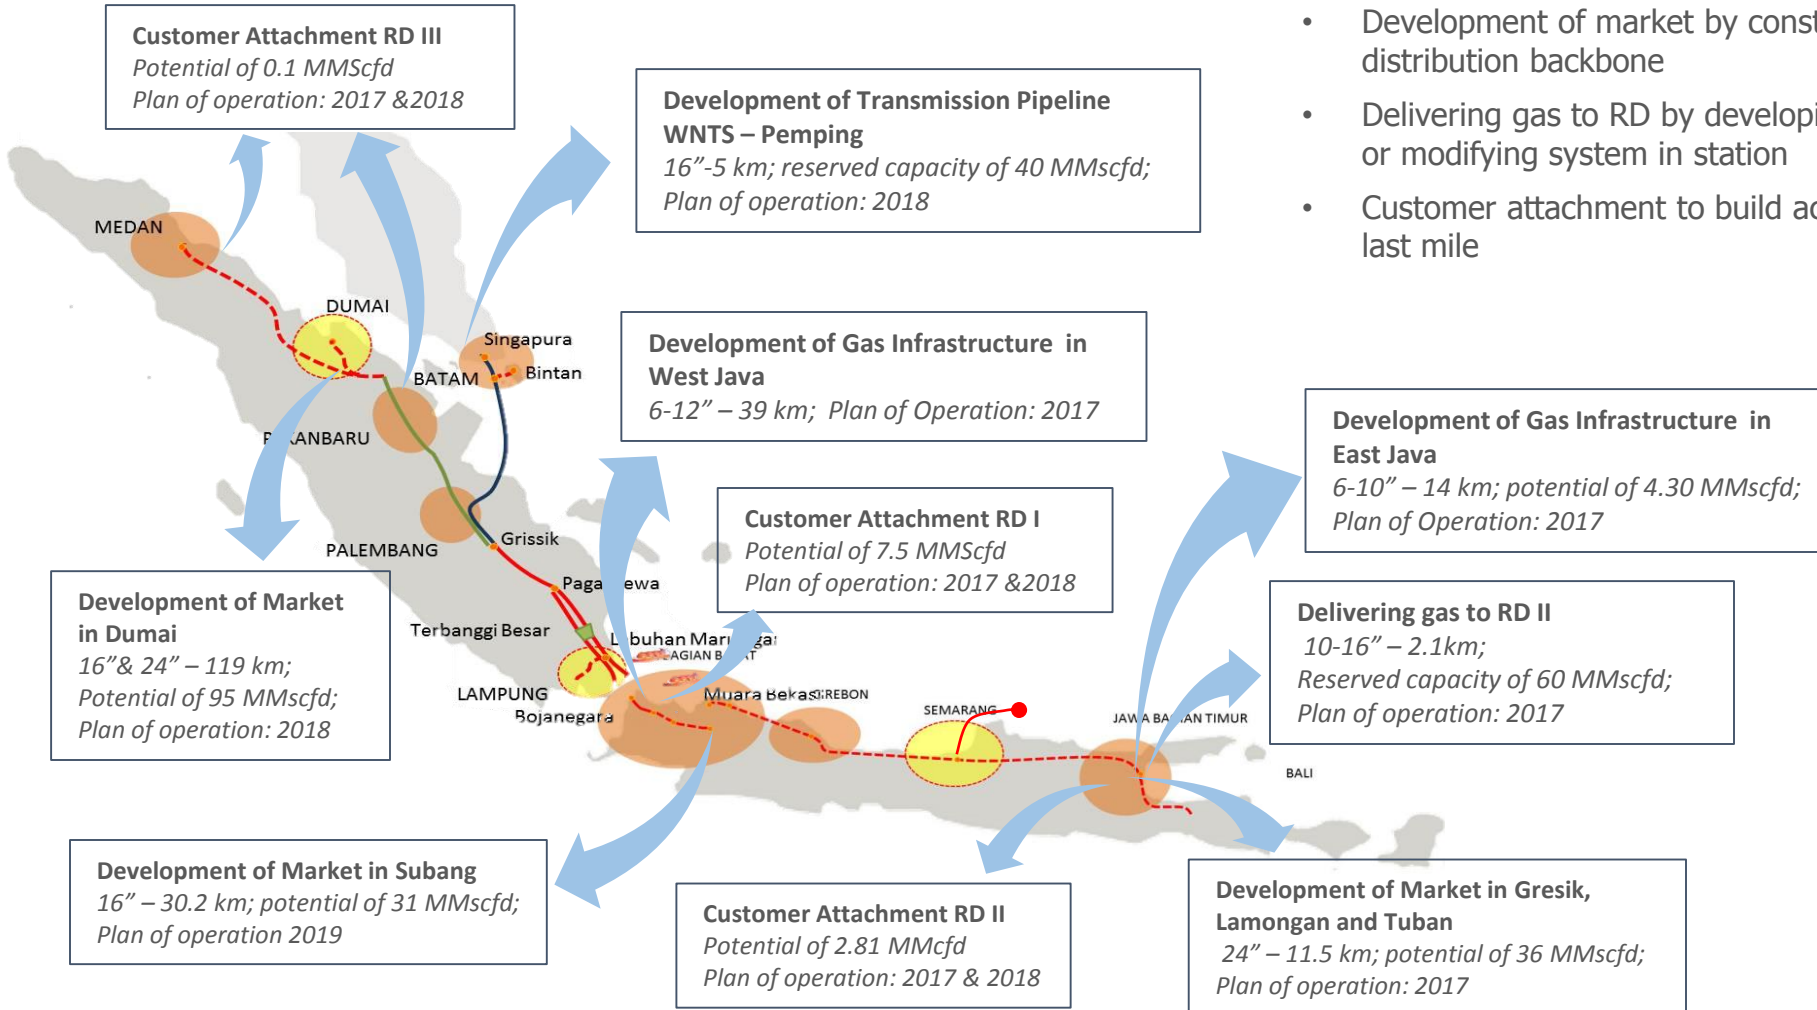 Customer Attachment RD III
Potential of 0.1 MMScfd
Plan of operation: 2017 &2018
Development of Transmission Pipeline
WNTS – Pemping
16”-5 km; reserved capacity of 40 MMscfd;
Plan of operation: 2018
• Development of market by const
distribution backbone
• Delivering gas to RD by developi
or modifying system in station
• Customer attachment to build ac
last mile
MEDAN
DUMAI
Singapura
BATAM
Bintan
KANBARU
PALEMBANG
Grissik
Development of Gas Infrastructure in
West Java
6-12” – 39 km; Plan of Operation: 2017
Development of Gas Infrastructure in
East Java
6-10” – 14 km; potential of 4.30 MMscfd;
Plan of Operation: 2017
Customer Attachment RD I
Potential of 7.5 MMScfd
Plan of operation: 2017 &2018
Development of Market
in Dumai
16”& 24” – 119 km;
Potential of 95 MMscfd;
Plan of operation: 2018
Terbanggi Besar
LAMPUNG
Bojanegara
Muara Bekasi
SEMARANG
JAWA BAGIAN TIMUR
BALI
Delivering gas to RD II
10-16” – 2.1km;
Reserved capacity of 60 MMscfd;
Plan of operation: 2017
Development of Market in Subang
16” – 30.2 km; potential of 31 MMscfd;
Plan of operation 2019
Customer Attachment RD II
Potential of 2.81 MMcfd
Plan of operation: 2017 & 2018
Development of Market in Gresik,
Lamongan and Tuban
24” – 11.5 km; potential of 36 MMscfd;
Plan of operation: 2017